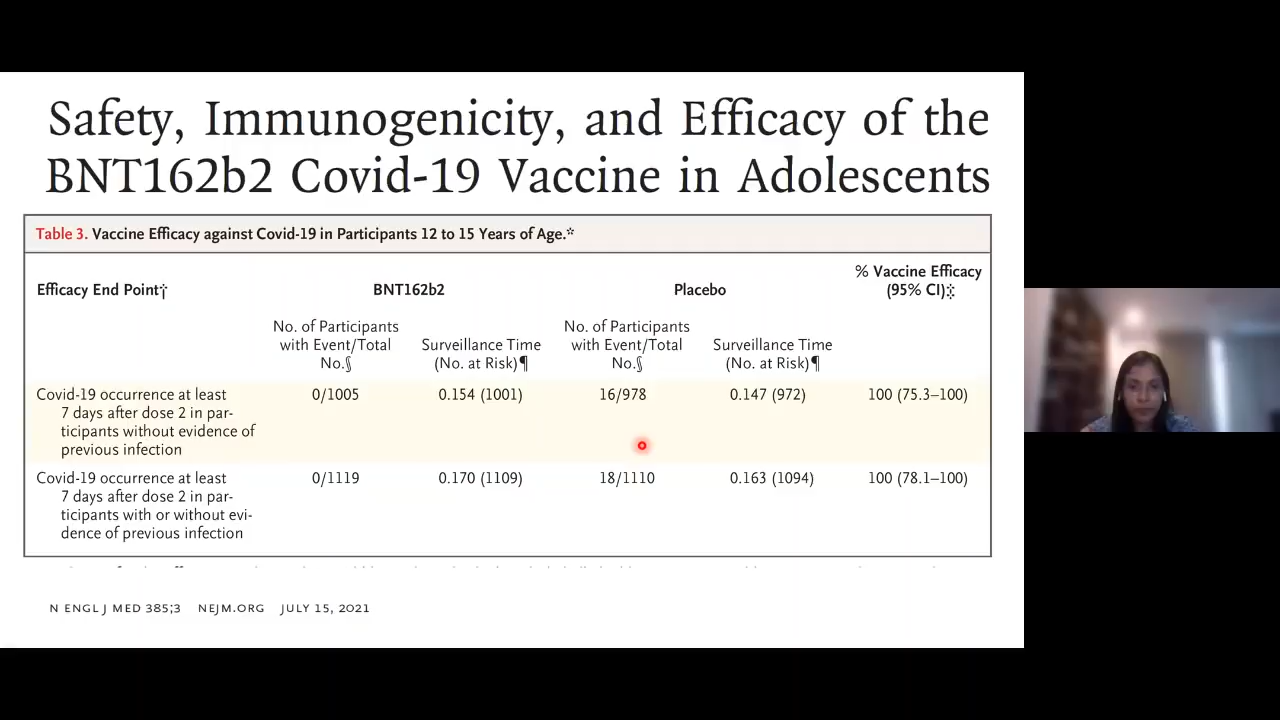 Safety, Immunogenicity, and Efficacy of the
BNT162b2 Covid-19 Vaccine in Adolescents
Table 3. Vaccine Efficacy against Covid-19 in Participants 12 to 15 Years of Age.*
Efficacy End Point† BNT162b2 Placebo % Vaccine Efficacy
(95% CI)‡
No. of Participants
with Event/Total
No.§
Surveillance Time
(No. at Risk)¶
No. of Participants
with Event/Total
No.§
Surveillance Time
(No. at Risk)¶
Covid-19 occurrence at least 0/1005 0.154 (1001) 16/978 0.147 (972) 100 (75.3–100)
7 days after dose 2 in par-
ticipants without evidence of
previous infection
Covid-19 occurrence at least 0/1119 0.170 (1109) 18/1110 0.163 (1094) 100 (78.1–100)
7 days after dose 2 in par-
ticipants with or without evi-
dence of previous infection
N ENGL J MED 385;3 NEJM.ORG JULY 15, 2021